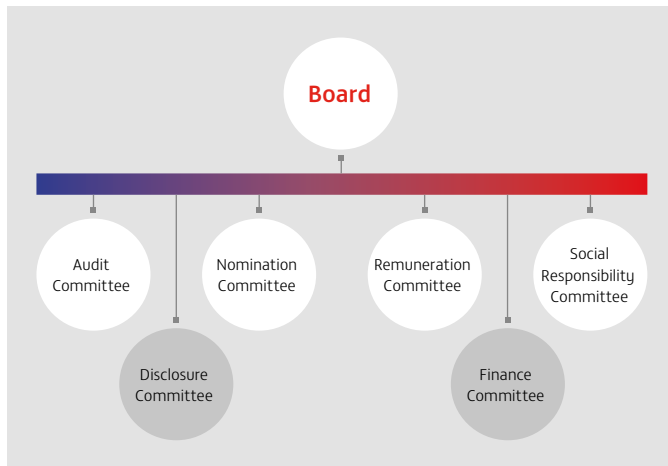 Board
Audit
Committee
Nomination
Committee
Remuneration
Committee
Social
Responsibility
Committee
Disclosure
Committee
Finance
Committee